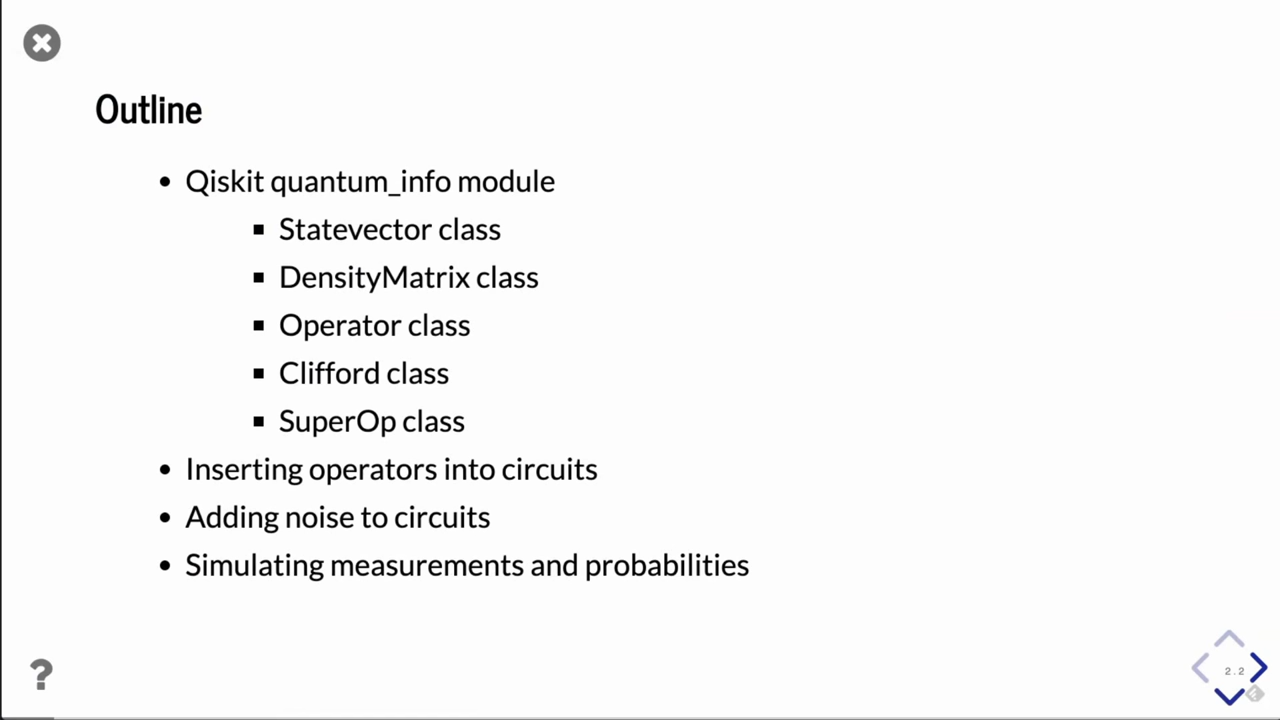 Outline
• Qiskit quantum_info module
▪ Statevector class
▪ DensityMatrix class
▪ Operator class
▪ Clifford class
▪ SuperOp class
• Inserting operators into circuits
• Adding noise to circuits
• Simulating measurements and probabilities
?
2.2